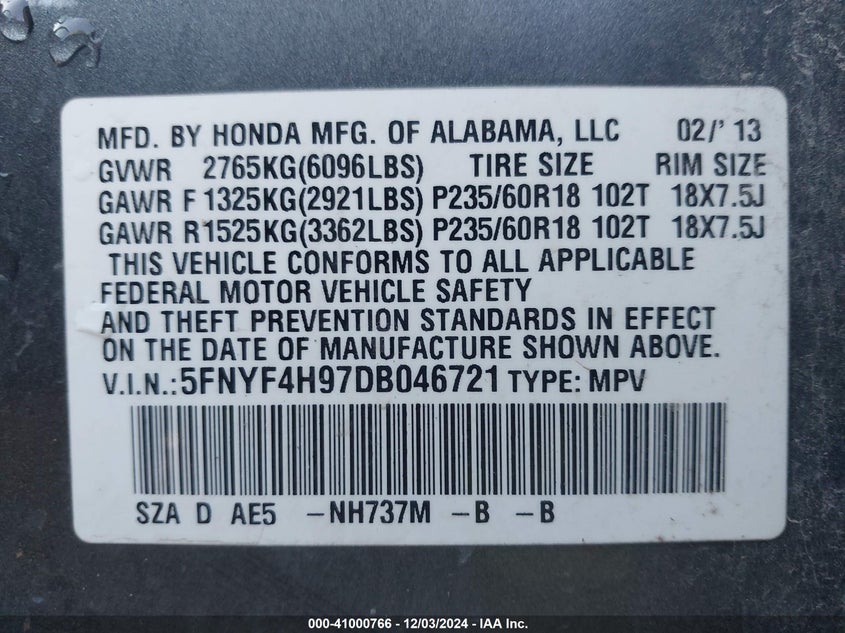 MFD. BY HONDA MFG. OF ALABAMA, LLC 02/' 13
GVWR 2765KG(6096LBS) TIRE SIZE RIM SIZE
GAWR F 1325KG(2921LBS) P235/60R18 102T 18X7.5J
GAWR R1525KG(3362LBS) P235/60R18 102T 18X7.5J
THIS VEHICLE CONFORMS TO ALL APPLICABLE
FEDERAL MOTOR VEHICLE SAFETY
AND THEFT PREVENTION STANDARDS IN EFFECT
ON THE DATE OF MANUFACTURE SHOWN ABOVE.
V.I.N.:5FNYF4H97DB046721 TYPE: MPV
SZA D AE5 -NH737M -B -B
000-41000766 - 12/03/2024 - IAA Inc.